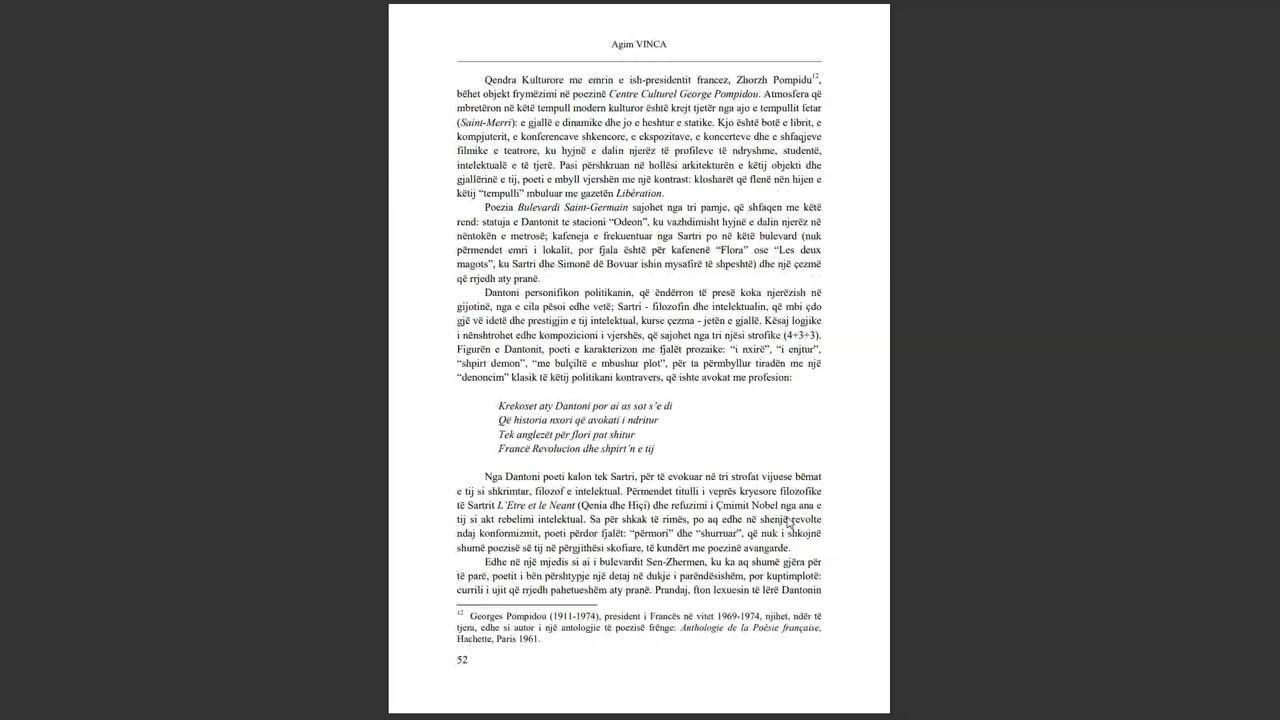 Agim VINCA
Qendra Kulturore me emrin e ish-presidentit francez, Zhorzh Pompidu12,
bëhet objekt frymëzimi në poezinë Centre Culturel George Pompidou. Atmosfera që
mbretëron në këtë tempull modern kulturor është krejt tjetër nga ajo e tempullit fetar
(Saint-Merri): e gjallë e dinamike dhe jo e heshtur e statike. Kjo është botë e librit, e
kompjuterit, e konferencave shkencore, e ekspozitave, e koncerteve dhe e shfaqjeve
filmike e teatrore, ku hyjnë e dalin njerëz të profileve të ndryshme, studentë,
intelektualë e të tjerë. Pasi përshkruan në hollësi arkitekturën e këtij objekti dhe
gjallërinë e tij, poeti e mbyll vjershën me një kontrast: klosharët që flenë nën hijen e
këtij “tempulli” mbuluar me gazetën Libération.
Poezia Bulevardi Saint-Germain sajohet nga tri pamje, që shfaqen me këtë
rend: statuja e Dantonit te stacioni “Odeon”, ku vazhdimisht hyjnë e dalin njerëz në
nëntokën e metrosë; kafeneja e frekuentuar nga Sartri po në këtë bulevard (nuk
përmendet emri i lokalit, por fjala është për kafenenë “Flora” ose “Les deux
magots”, ku Sartri dhe Simonë dë Bovuar ishin mysafirë të shpeshtë) dhe një çezmë
që rrjedh aty pranë.
Dantoni personifikon politikanin, që ëndërron të presë koka njerëzish në
gijotinë, nga e cila pësoi edhe vetë; Sartri - filozofin dhe intelektualin, që mbi çdo
gjë vë idetë dhe prestigjin e tij intelektual, kurse çezma - jetën e gjallë. Kësaj logjike
i nënshtrohet edhe kompozicioni i vjershës, që sajohet nga tri njësi strofike (4+3+3).
Figurën e Dantonit, poeti e karakterizon me fjalët prozaike: “i nxirë”, “i enjtur”,
“shpirt demon”, “me bulçiltë e mbushur plot”, për ta përmbyllur tiradën me një
“denoncim” klasik të këtij politikani kontravers, që ishte avokat me profesion:
Krekoset aty Dantoni por ai as sot s’e di
Që historia nxori që avokati i ndritur
Tek anglezët për flori pat shitur
Francë Revolucion dhe shpirt’n e tij
Nga Dantoni poeti kalon tek Sartri, për të evokuar në tri strofat vijuese bëmat
e tij si shkrimtar, filozof e intelektual. Përmendet titulli i veprës kryesore filozofike
të Sartrit L’Etre et le Neant (Qenia dhe Hiçi) dhe refuzimi i Çmimit Nobel nga ana e
tij si akt rebelimi intelektual. Sa për shkak të rimës, po aq edhe në shenjë revolte
ndaj konformizmit, poeti përdor fjalët: “përmori” dhe “shurruar”, që nuk i shkojnë
shumë poezisë së tij në përgjithësi skofiare, të kundërt me poezinë avangarde.
Edhe në një mjedis si ai i bulevardit Sen-Zhermen, ku ka aq shumë gjëra për
të parë, poetit i bën përshtypje një detaj në dukje i parëndësishëm, por kuptimplotë:
currili i ujit që rrjedh pahetueshëm aty pranë. Prandaj, fton lexuesin të lërë Dantonin
12 Georges Pompidou (1911-1974), president i Francës në vitet 1969-1974, njihet, ndër të
tjera, edhe si autor i një antologjie të poezisë frënge: Anthologie de la Poésie française,
Hachette, Paris 1961.
52